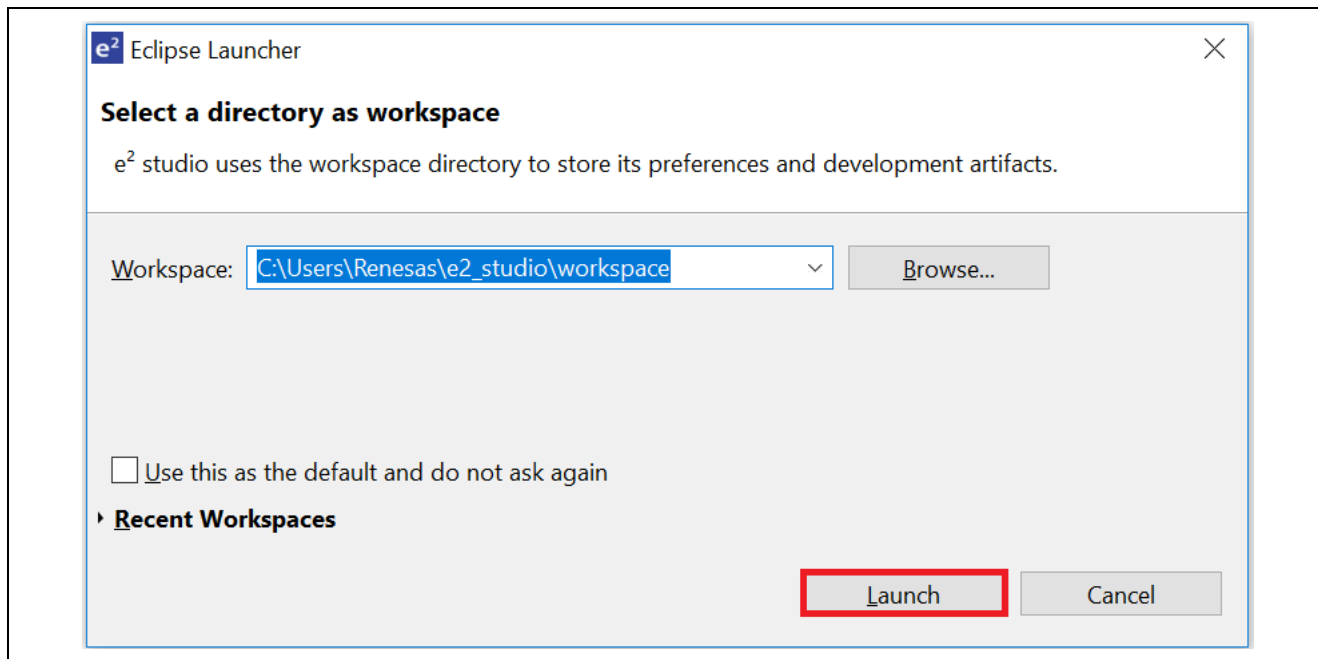 e² Eclipse Launcher
Select a directory as workspace
e² studio uses the workspace directory to store its preferences and development artifacts.
Workspace: C:\Users\Renesas\e2_studio\workspace Browse...
Use this as the default and do not ask again
Recent Workspaces
Launch Cancel